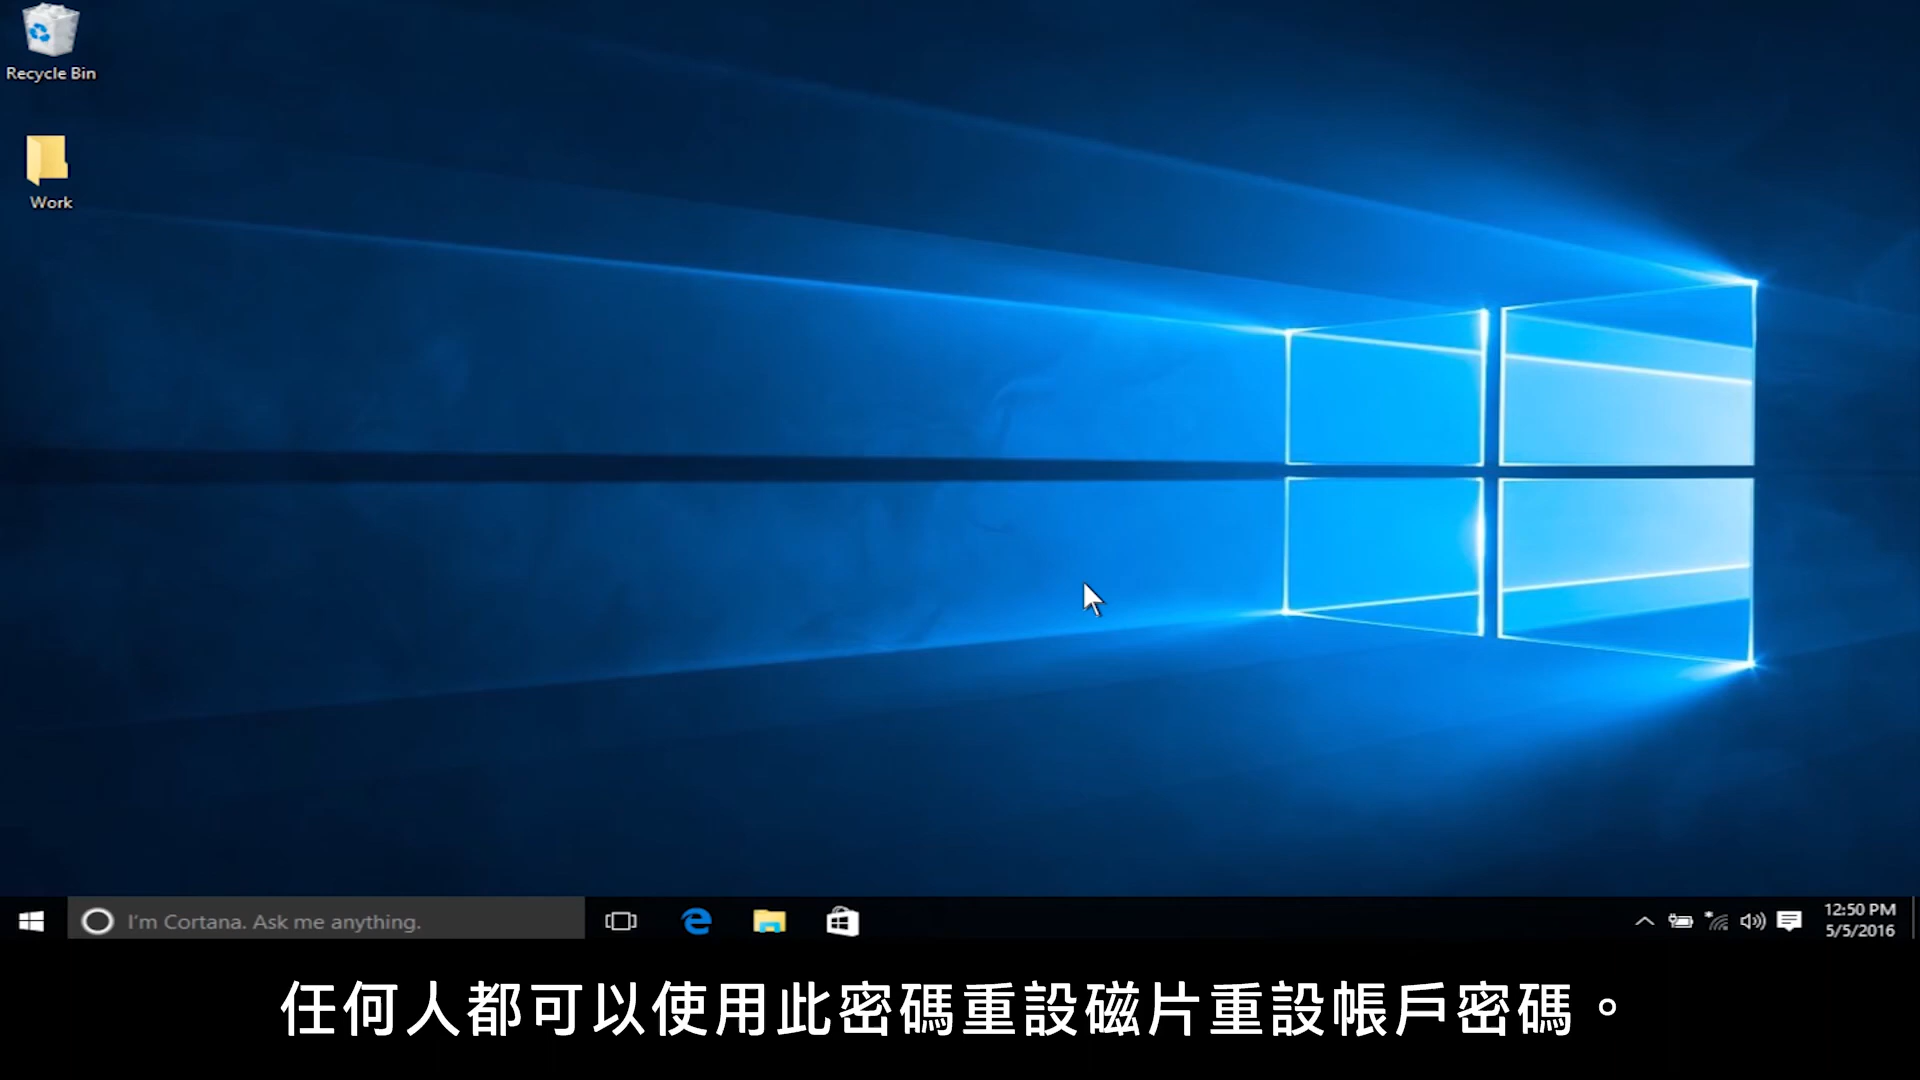 Recycle Bin
Work
I'm Cortana. Ask me anything.
12:50 PM
5/5/2016
任何人都可以使用此密碼重設磁片重設帳戶密碼。